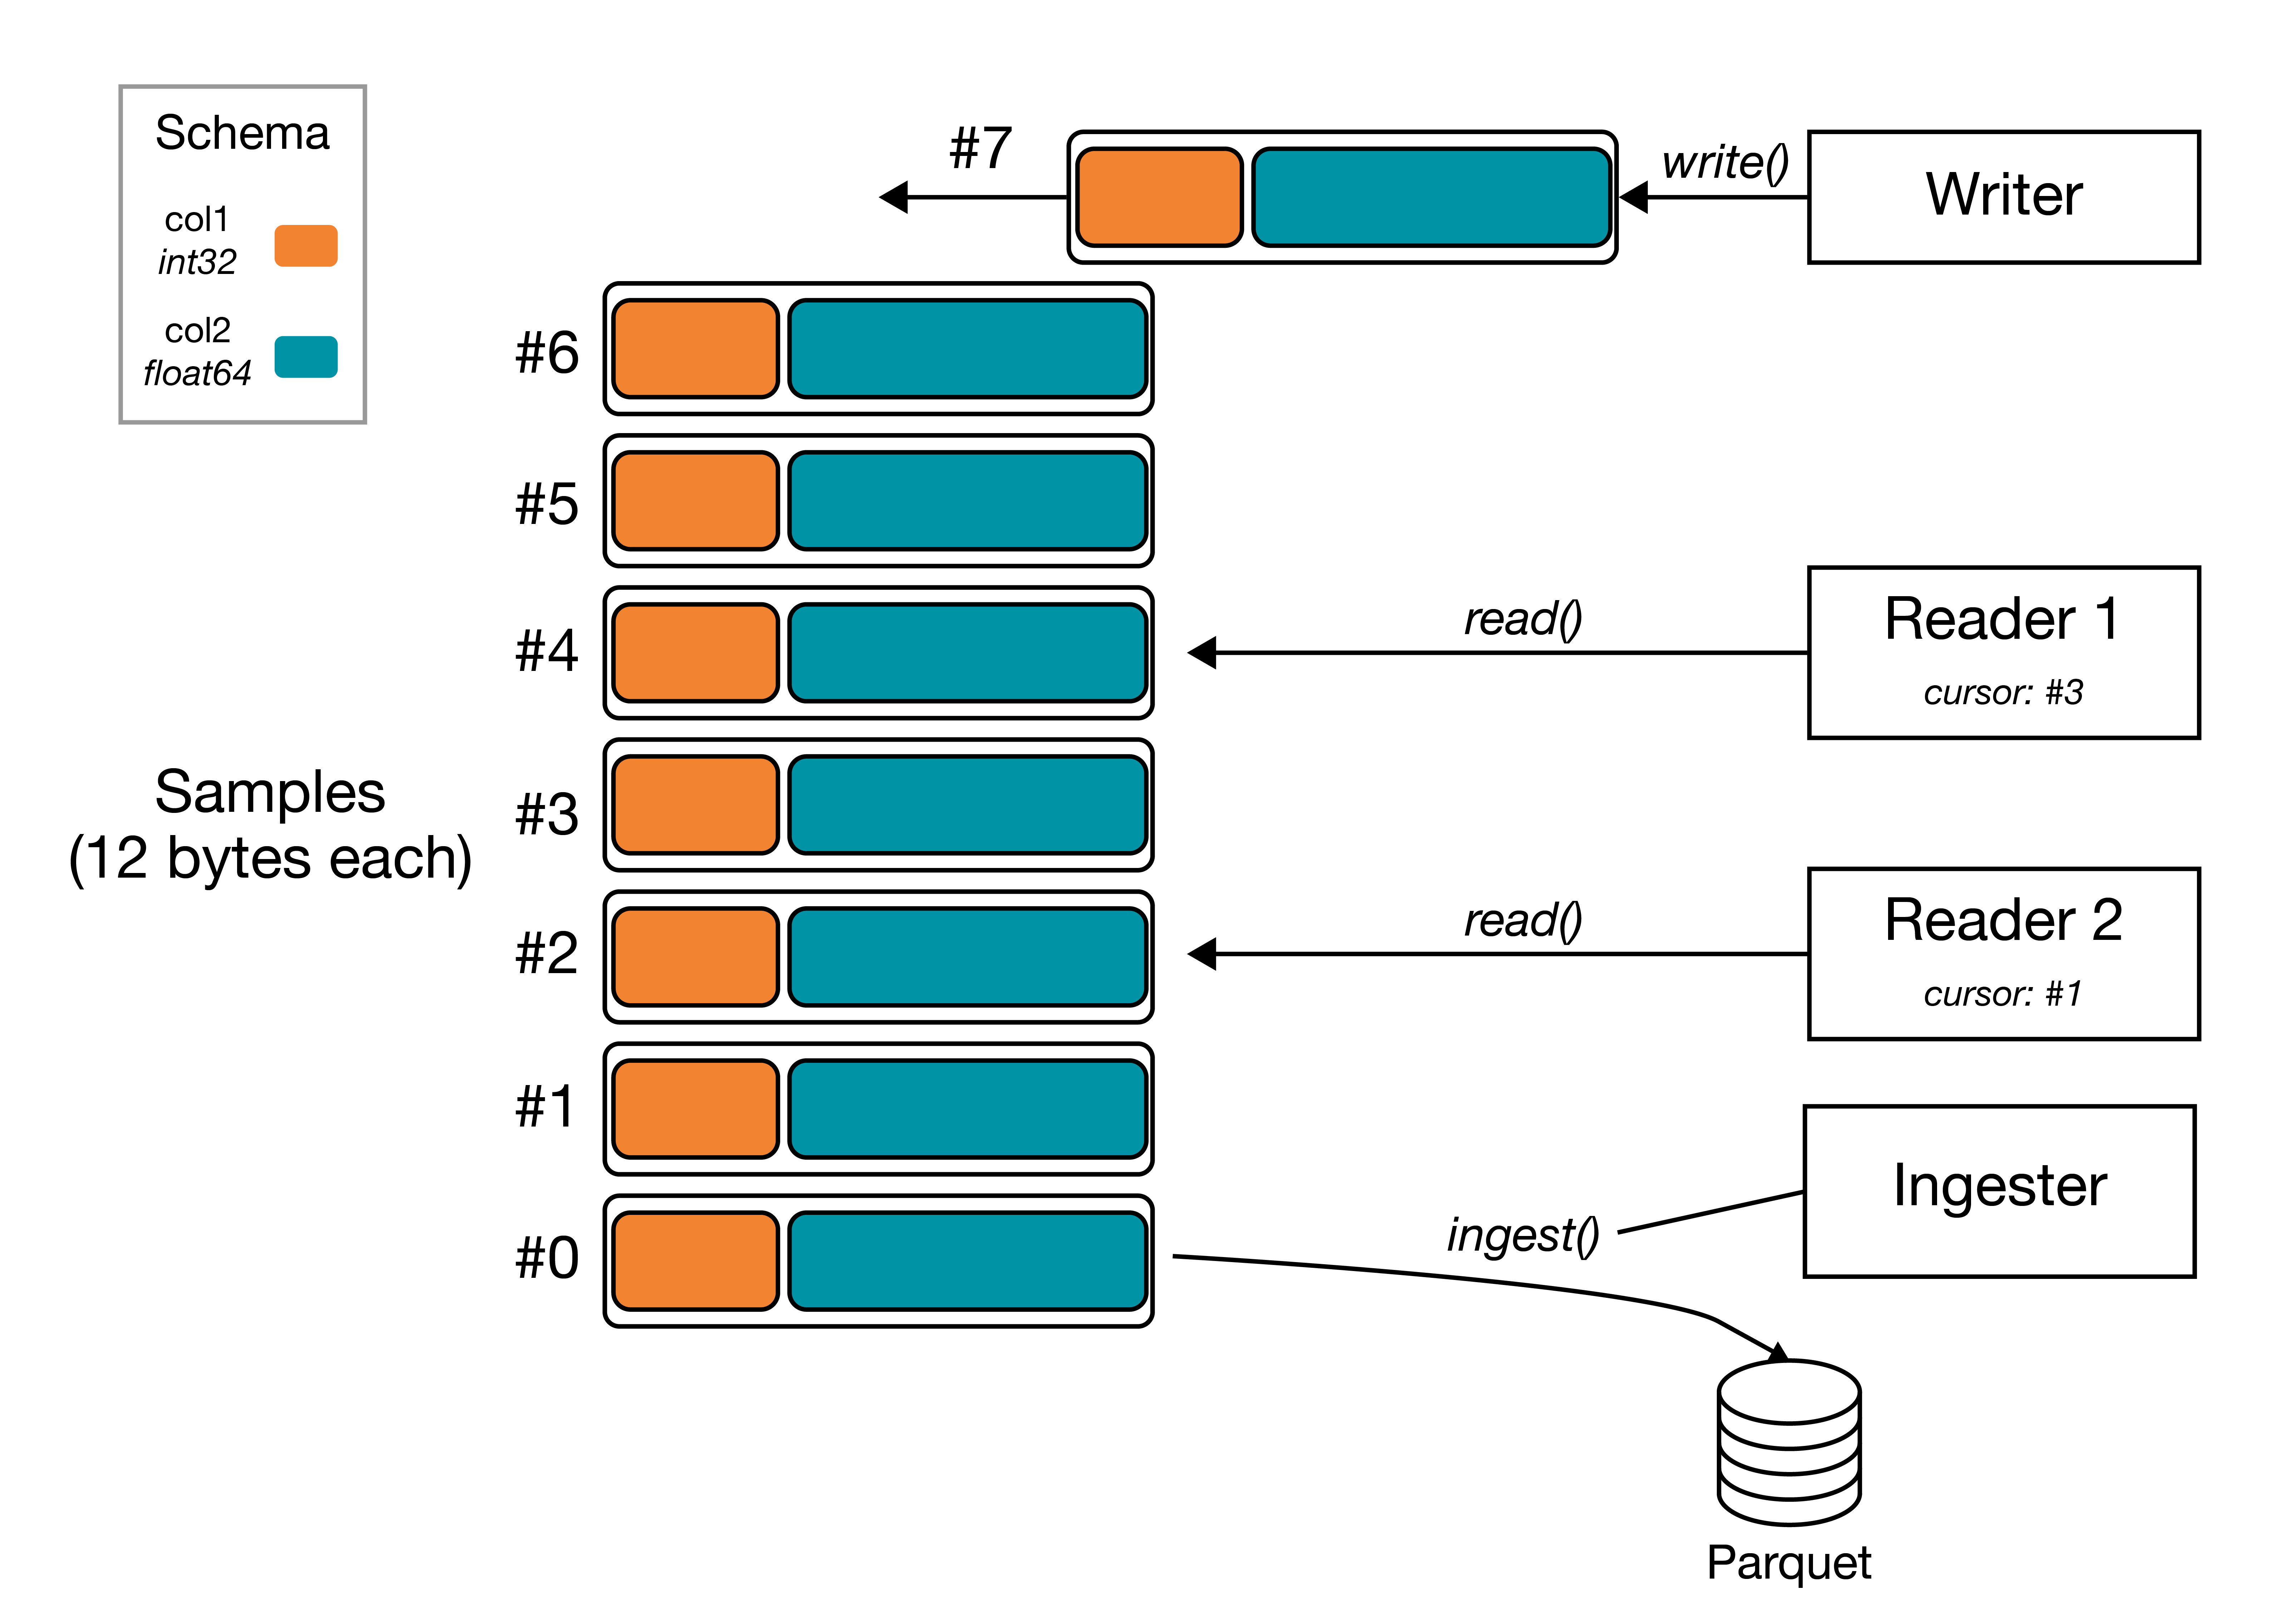 Schema
col1
int32
col2
float64
#7
write()
Writer
#6
#5
#4
read()
Reader 1
cursor: #3
Samples
(12 bytes each)
#3
#2
read()
Reader 2
cursor: #1
#1
Ingester
#0
ingest()
Parquet